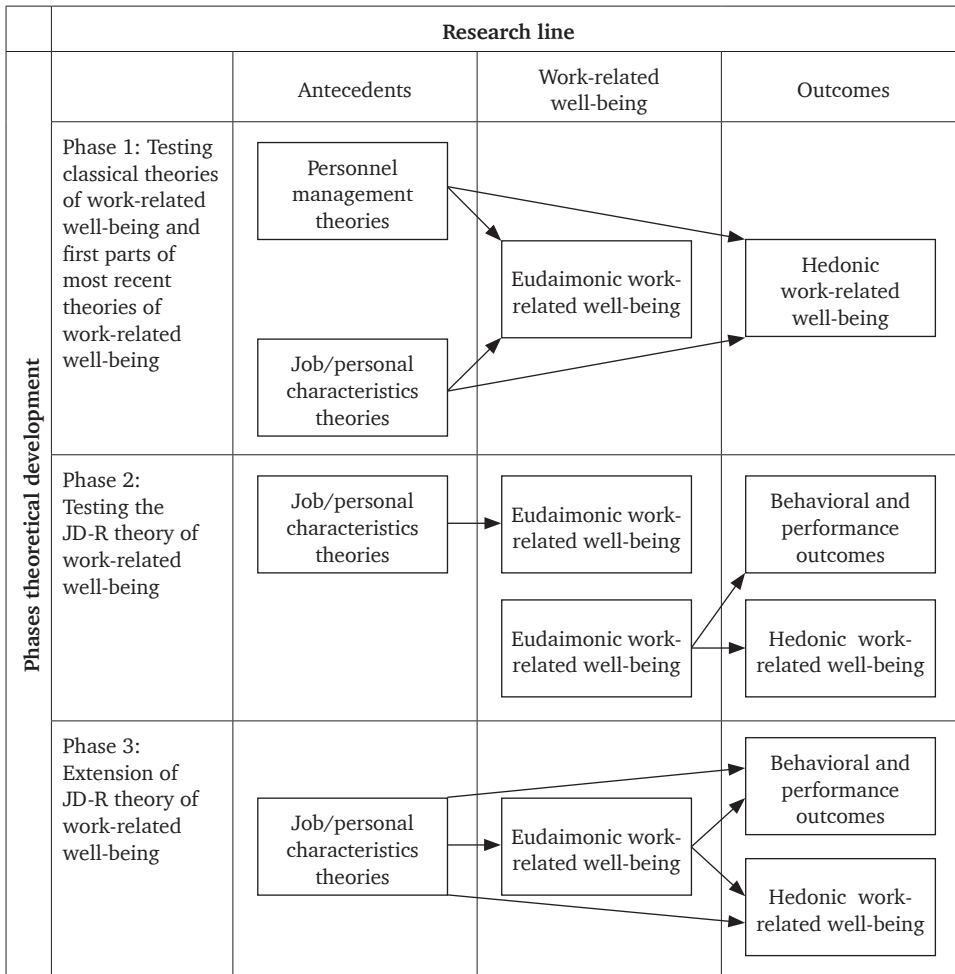 Research line
Antecedents
Work-related
well-being
Outcomes
Phases theoretical development
Phase 1: Testing
classical theories
of work-related
well-being and
first parts of
most recent
theories of
work-related
well-being
Personnel
management
theories
Job/personal
characteristics
theories
Eudaimonic work-
related well-being
Hedonic
work-related
well-being
Phase 2:
Testing the
JD-R theory of
work-related
well-being
Job/personal
characteristics
theories
Eudaimonic work-
related well-being
Eudaimonic work-
related well-being
Behavioral and
performance
outcomes
Hedonic work-
related well-being
Phase 3:
Extension of
JD-R theory of
work-related
well-being
Job/personal
characteristics
theories
Eudaimonic work-
related well-being
Behavioral and
performance
outcomes
Hedonic work-
related well-being